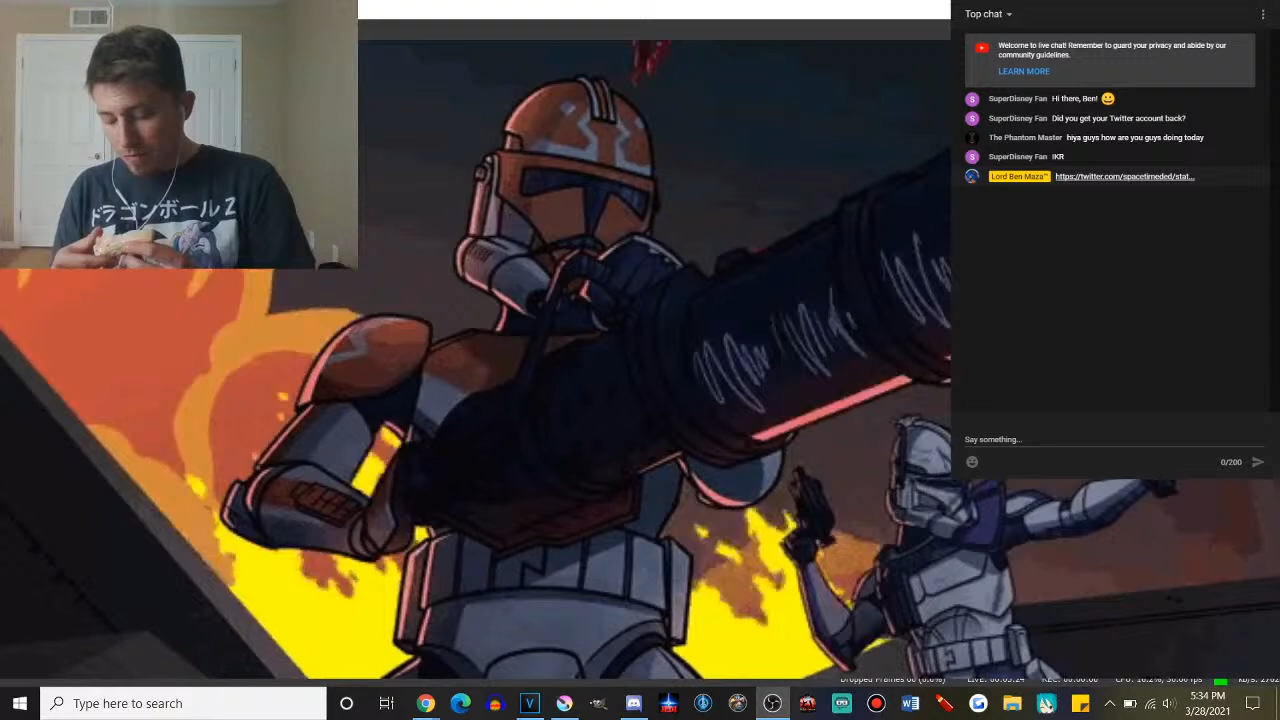 Top chat
Welcome to live chat! Remember to guard your privacy and abide by our
community guidelines.
LEARN MORE
S SuperDisney Fan Hi there, Ben! 😀
S SuperDisney Fan Did you get your Twitter account back?
The Phantom Master hiya guys how are you guys doing today
S SuperDisney Fan IKR
Lord Ben Maza™ https://twitter.com/spacetimeded/stat...
ドラゴンボールZ
Say something...
0/200
Type here to search
V
W
JEDI
5:34 PM
3/28/2021